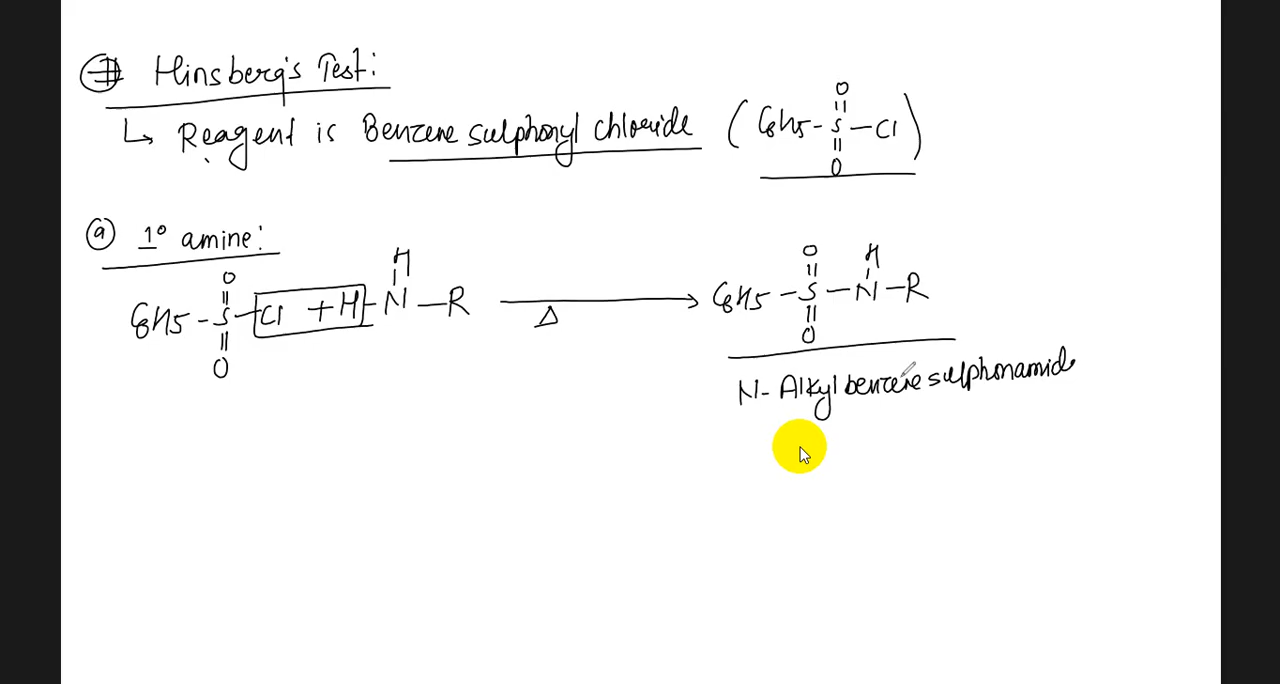 Hinsberg's Test:
↳ Reagent is Benzene sulphonyl chloride (C6H5-S-Cl)
O
O
ⓐ 1° amine:
O H
C6H5-S-Cl + H-N-R → C6H5-S-N-R
O Δ
O H
O
N-Alkyl benzene sulphonamide